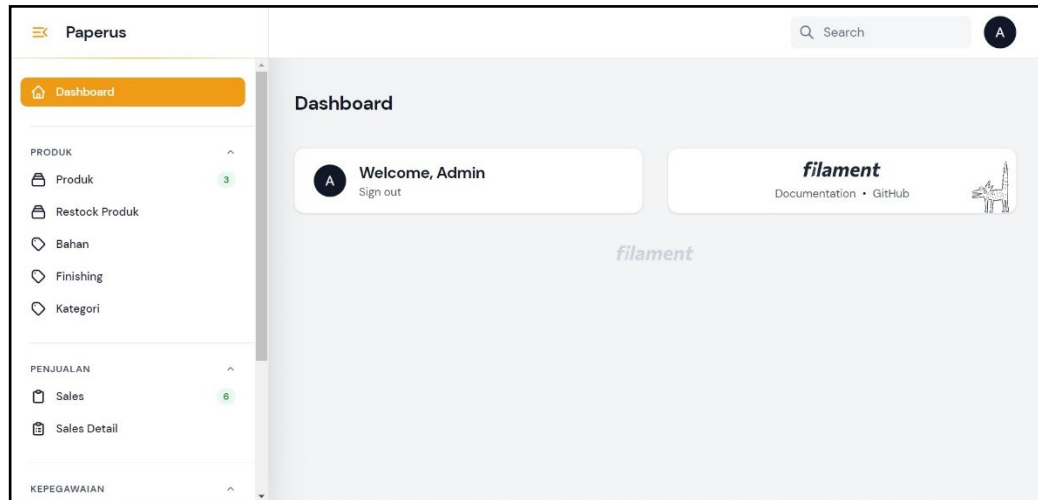 Paperus
Search
A
Dashboard
PRODUK
Produk 3
Restock Produk
Bahan
Finishing
Kategori
PENJUALAN
Sales 6
Sales Detail
KEPEGAWAIAN
Dashboard
A
Welcome, Admin
Sign out
filament
Documentation • GitHub
filament